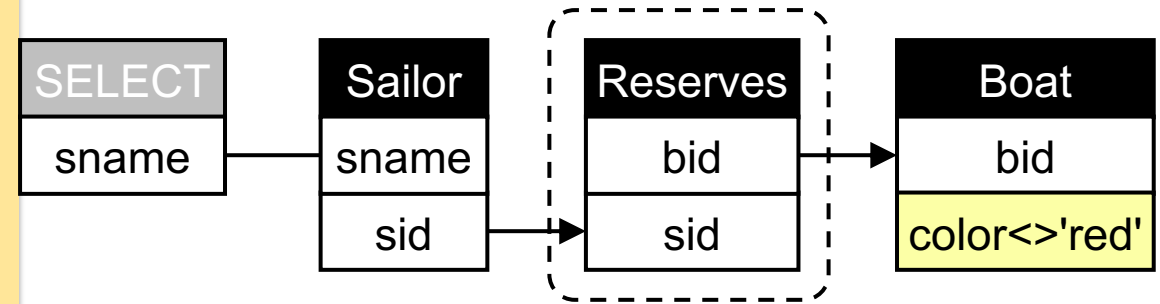 SELECT
sname
Sailor
sname
sid
Reserves
bid
sid
Boat
bid
color<>'red'